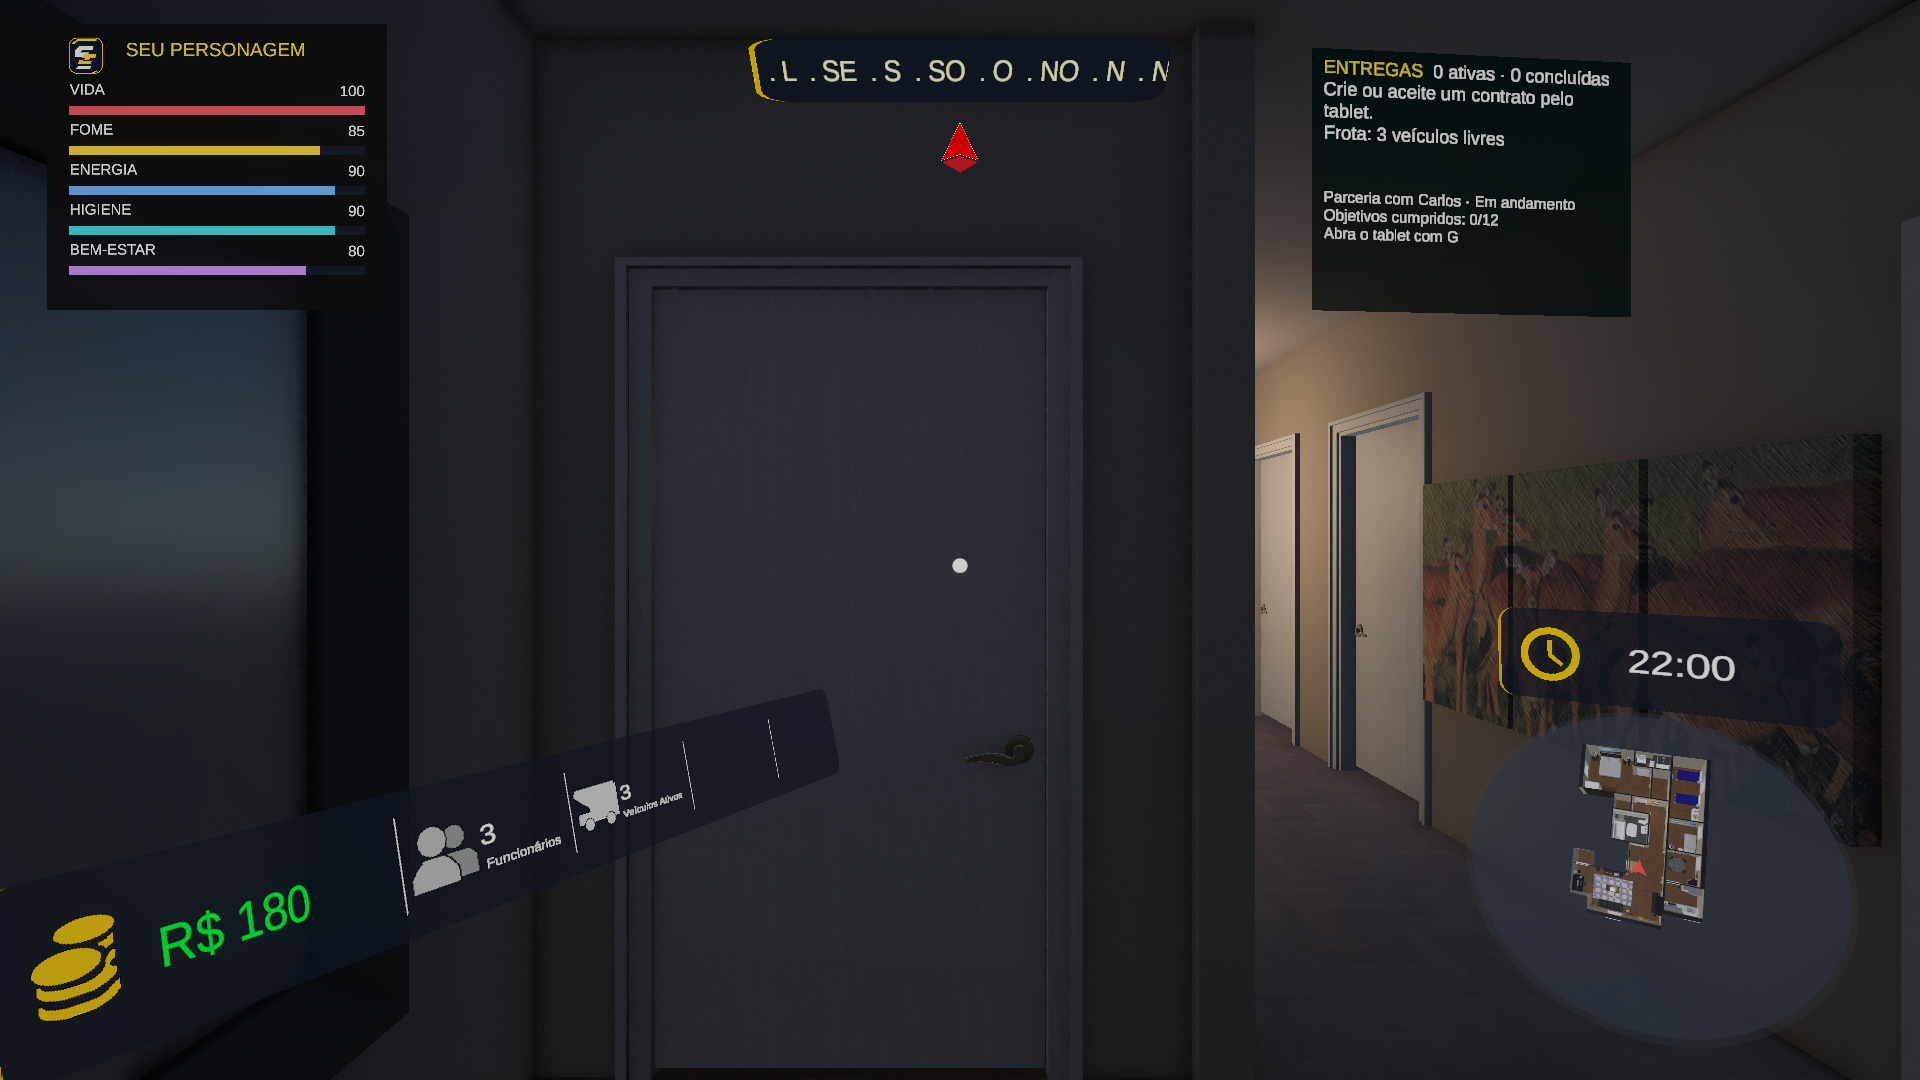 SEU PERSONAGEM
VIDA 100
FOME 85
ENERGIA 90
HIGIENE 90
BEM-ESTAR 80
. L . SE . S . SO . O . NO . N . N
ENTREGAS 0 ativas · 0 concluídas
Crie ou aceite um contrato pelo
tablet.
Frota: 3 veículos livres
Parceria com Carlos · Em andamento
Objetivos cumpridos: 0/12
Abra o tablet com G
22:00
R$ 180
3
Funcionários
3
Veículos Ativos